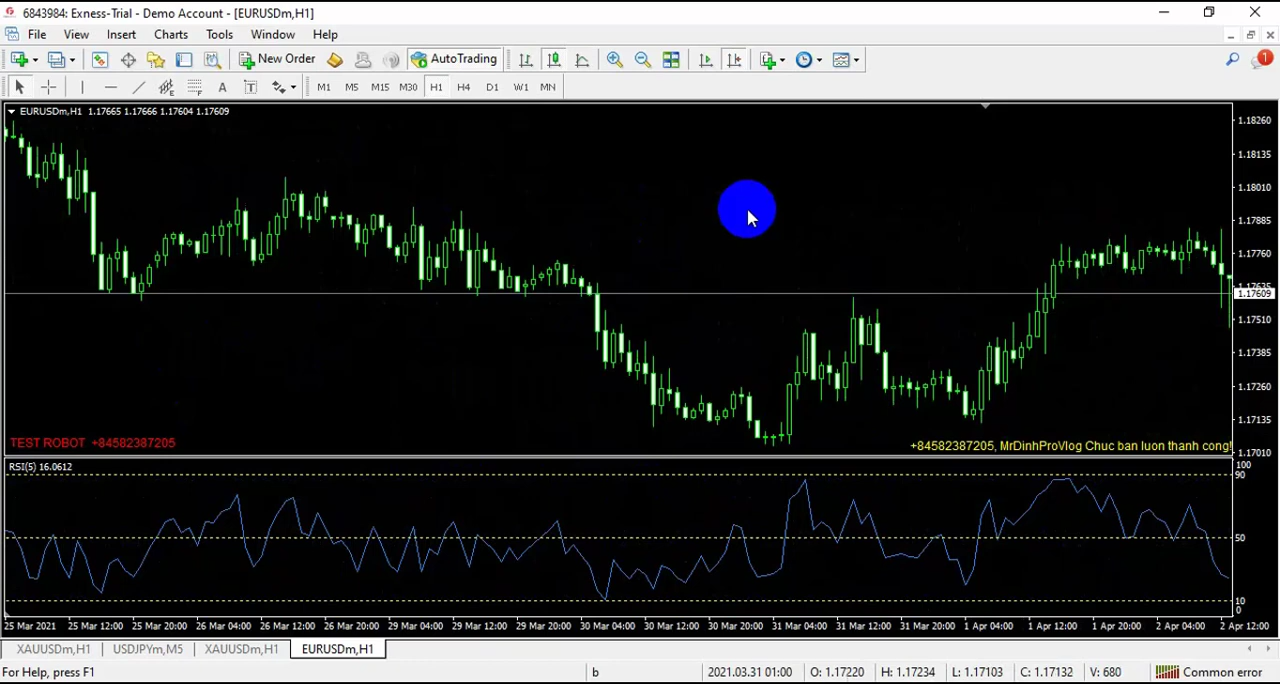 6843984: Exness-Trial - Demo Account - [EURUSDm,H1]
File View Insert Charts Tools Window Help
New Order AutoTrading 1
E F A T M1 M5 M15 M30 H1 H4 D1 W1 MN
EURUSDm,H1 1.17665 1.17666 1.17604 1.17609
1.18260
1.18135
1.18010
1.17885
1.17760
1.17635
1.17609
1.17510
1.17385
1.17260
1.17135
1.17010
TEST ROBOT +84582387205
+84582387205, MrDinhProVlog Chuc ban luon thanh cong!
RSI(5) 16.0612
100
90
50
10
0
25 Mar 2021 25 Mar 12:00 25 Mar 20:00 26 Mar 04:00 26 Mar 12:00 26 Mar 20:00 29 Mar 04:00 29 Mar 12:00 29 Mar 20:00 30 Mar 04:00 30 Mar 12:00 30 Mar 20:00 31 Mar 04:00 31 Mar 12:00 31 Mar 20:00 1 Apr 04:00 1 Apr 12:00 1 Apr 20:00 2 Apr 04:00 2 Apr 12:00
XAUUSDm,H1 USDJPYm,M5 XAUUSDm,H1 EURUSDm,H1
For Help, press F1 b 2021.03.31 01:00 O: 1.17220 H: 1.17234 L: 1.17103 C: 1.17132 V: 680 Common error